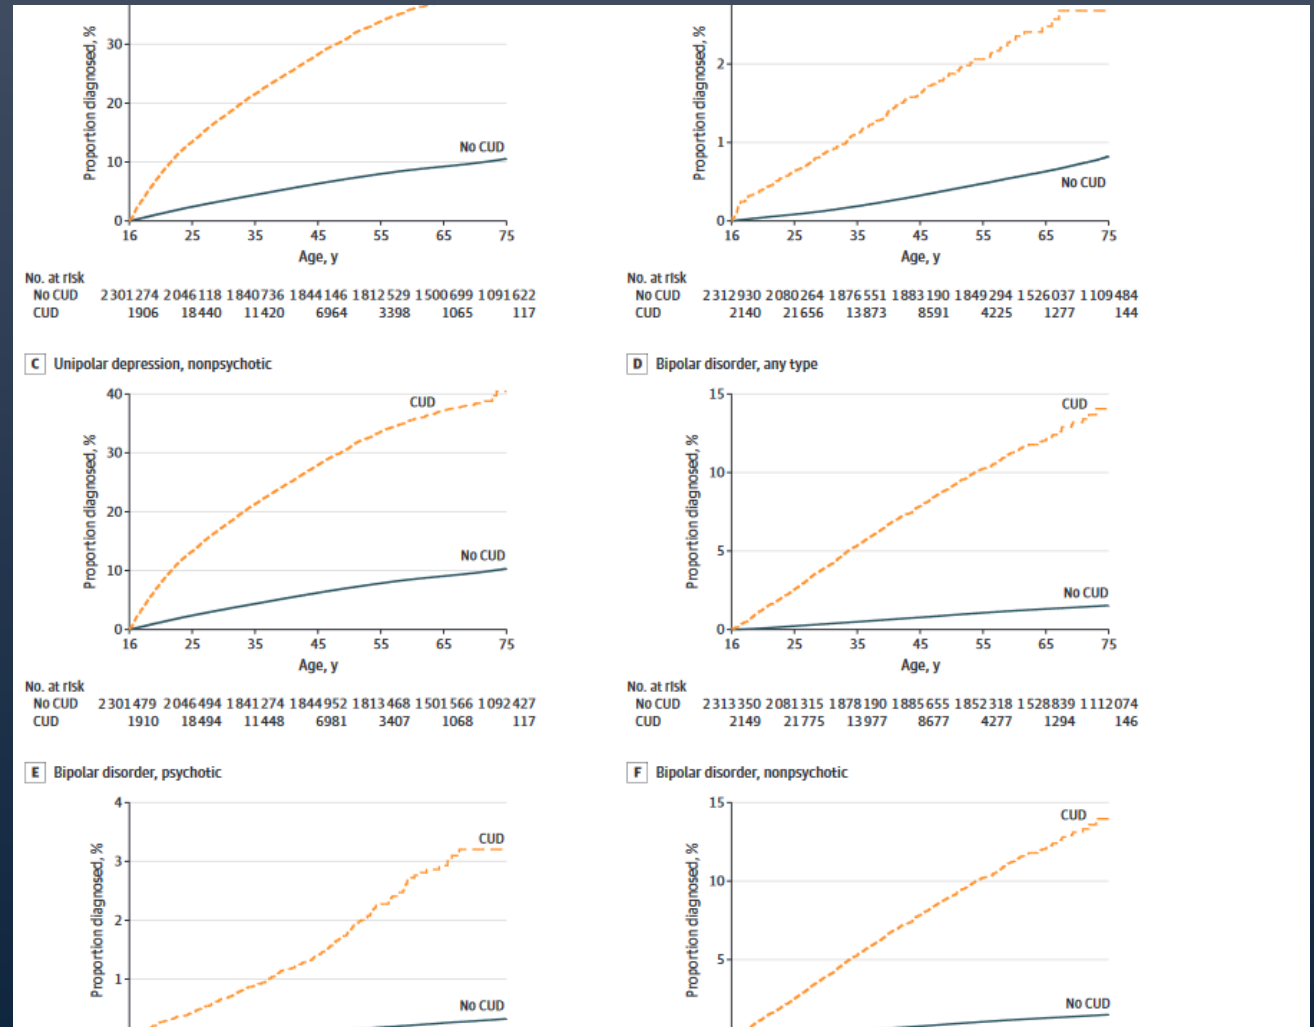 30
20
10
0
Proportion diagnosed, %
No CUD
16 25 35 45 55 65 75
Age, y
No. at risk
No CUD 2301274 2046118 1840736 1844146 1812529 1500699 1091622
CUD 1906 18440 11420 6964 3398 1065 117
2
1
0
Proportion diagnosed, %
No CUD
16 25 35 45 55 65 75
Age, y
No. at risk
No CUD 2312930 2080264 1876551 1883190 1849294 1526037 1109484
CUD 2140 21656 13873 8591 4225 1277 144
C Unipolar depression, nonpsychotic
40
30
20
10
0
Proportion diagnosed, %
CUD
No CUD
16 25 35 45 55 65 75
Age, y
No. at risk
No CUD 2301479 2046494 1841274 1844952 1813468 1501566 1092427
CUD 1910 18494 11448 6981 3407 1068 117
D Bipolar disorder, any type
15
10
5
0
Proportion diagnosed, %
CUD
No CUD
16 25 35 45 55 65 75
Age, y
No. at risk
No CUD 2313350 2081315 1878190 1885655 1852318 1528839 1112074
CUD 2149 21775 13977 8677 4277 1294 146
E Bipolar disorder, psychotic
4
3
2
1
Proportion diagnosed, %
CUD
No CUD
F Bipolar disorder, nonpsychotic
15
10
5
Proportion diagnosed, %
CUD
No CUD